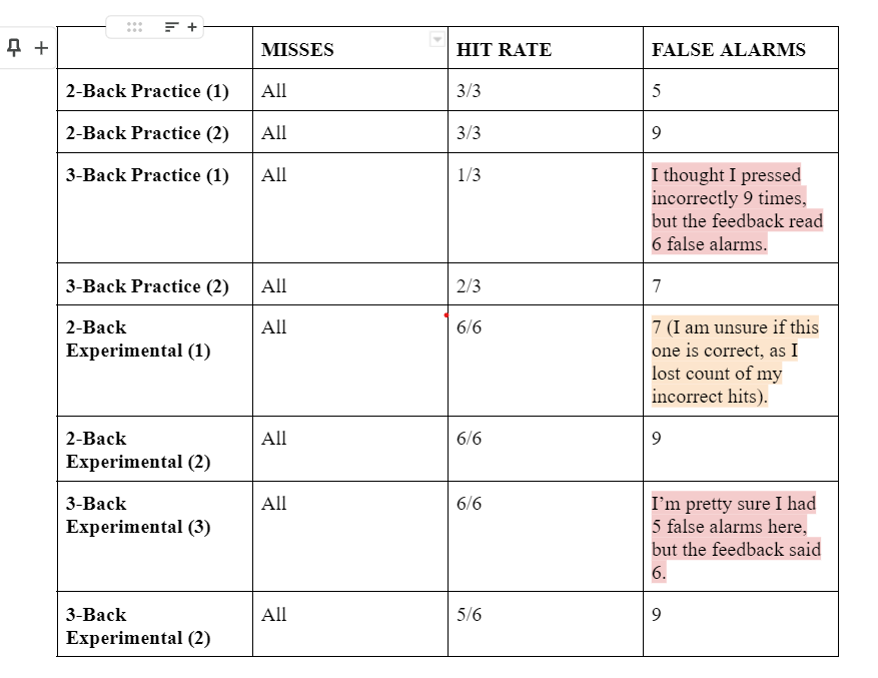 MISSES HIT RATE FALSE ALARMS
2-Back Practice (1) All 3/3 5
2-Back Practice (2) All 3/3 9
3-Back Practice (1) All 1/3 I thought I pressed
incorrectly 9 times,
but the feedback read
6 false alarms.
3-Back Practice (2) All 2/3 7
2-Back All 6/6 7 (I am unsure if this
Experimental (1) one is correct, as I
lost count of my
incorrect hits).
2-Back All 6/6 9
Experimental (2)
3-Back All 6/6 I’m pretty sure I had
Experimental (3) 5 false alarms here,
but the feedback said
6.
3-Back All 5/6 9
Experimental (2)